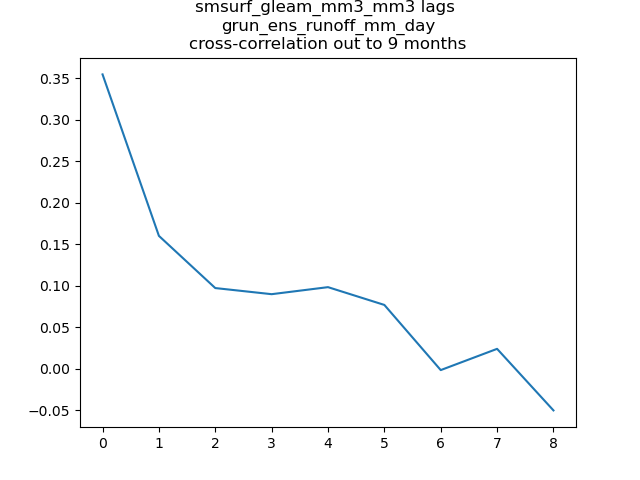 smsurf_gleam_mm3_mm3 lags
grun_ens_runoff_mm_day
cross-correlation out to 9 months
0.35
0.30
0.25
0.20
0.15
0.10
0.05
0.00
−0.05
0 1 2 3 4 5 6 7 8